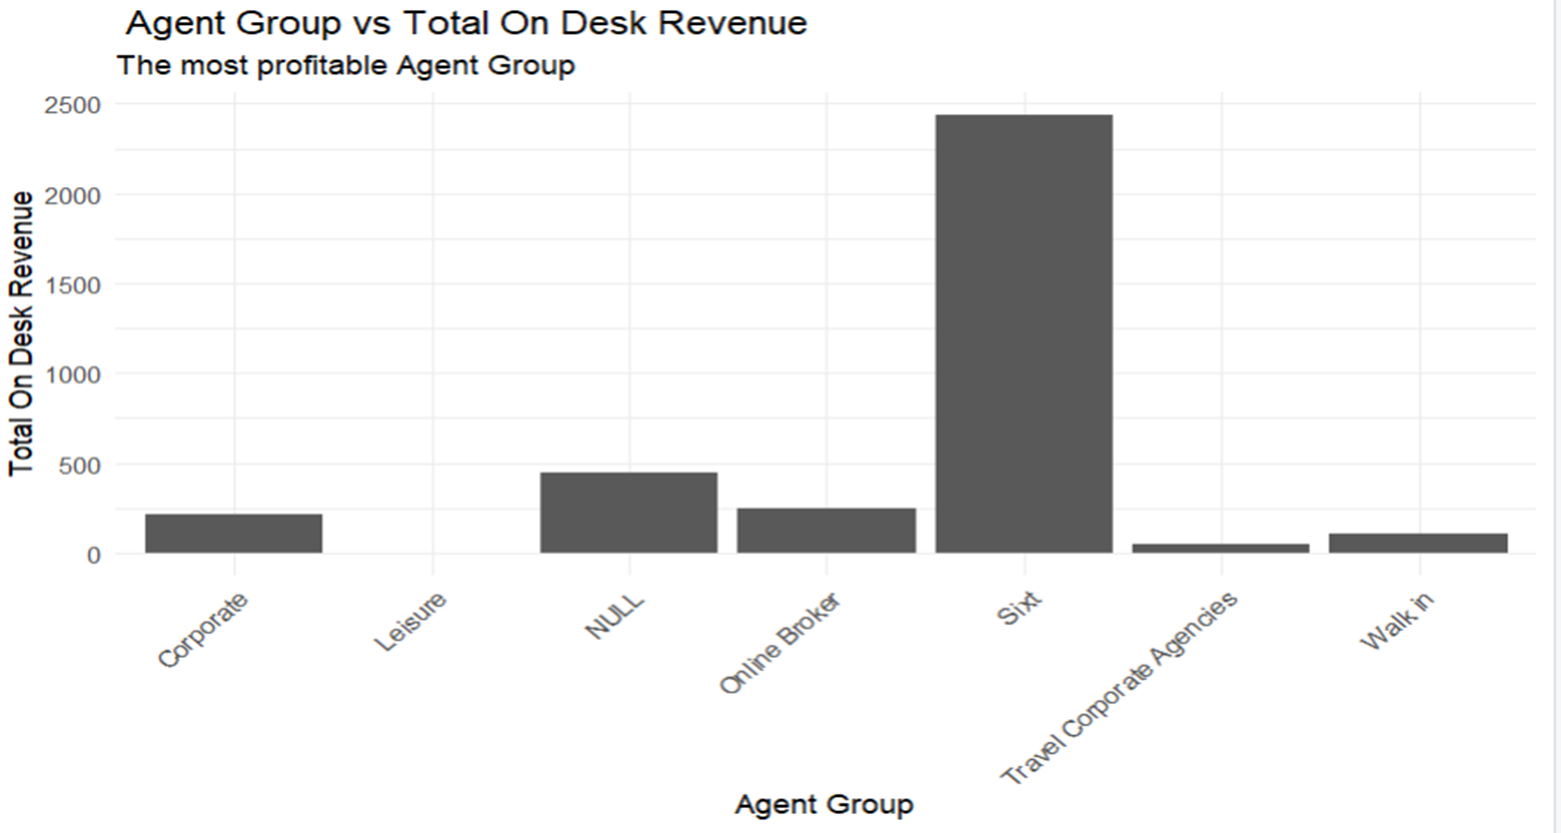 Agent Group vs Total On Desk Revenue
The most profitable Agent Group
Total On Desk Revenue
2500
2000
1500
1000
500
0
Corporate
Leisure
NULL
Online Broker
Sixt
Travel Corporate Agencies
Walk in
Agent Group